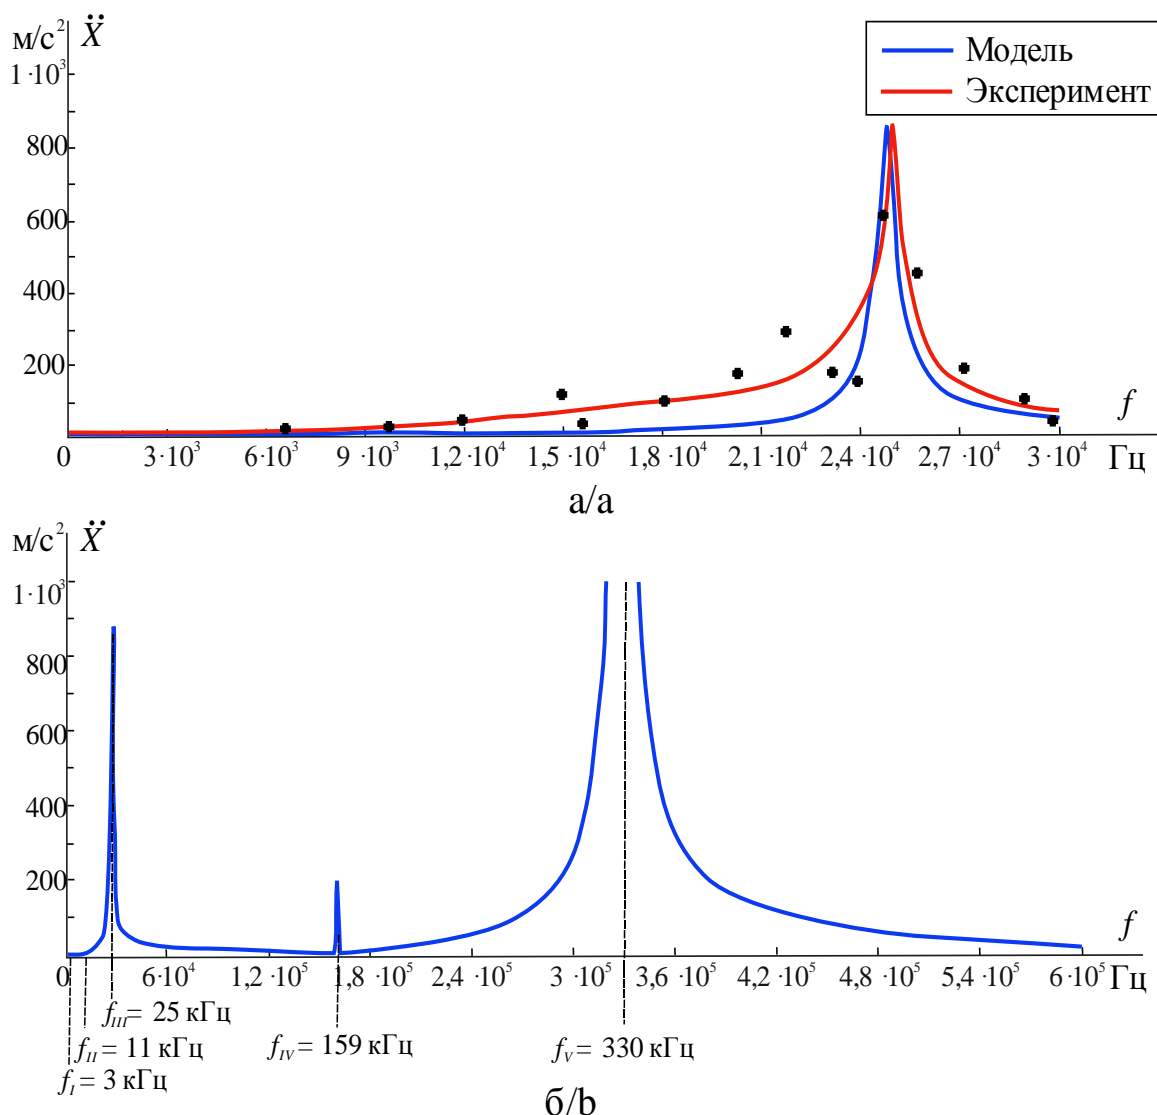 м/с² Ẍ
Модель
Эксперимент
1·10³
800
600
400
200
f
0 3·10³ 6·10³ 9·10³ 1,2·10⁴ 1,5·10⁴ 1,8·10⁴ 2,1·10⁴ 2,4·10⁴ 2,7·10⁴ 3·10⁴ Гц
а/a
м/с² Ẍ
1·10³
800
600
400
200
f
0 6·10⁴ 1,2·10⁵ 1,8·10⁵ 2,4·10⁵ 3·10⁵ 3,6·10⁵ 4,2·10⁵ 4,8·10⁵ 5,4·10⁵ 6·10⁵ Гц
f_III = 25 кГц
f_II = 11 кГц f_IV = 159 кГц f_V = 330 кГц
f_I = 3 кГц
б/b